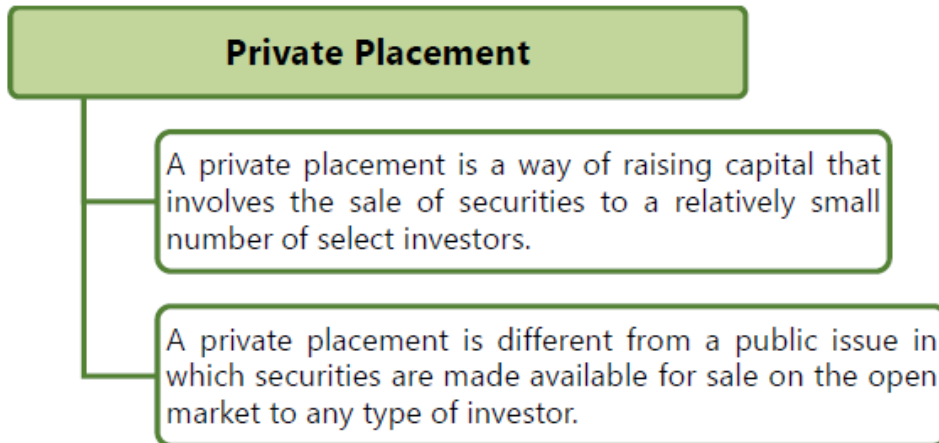 Private Placement
A private placement is a way of raising capital that
involves the sale of securities to a relatively small
number of select investors.
A private placement is different from a public issue in
which securities are made available for sale on the open
market to any type of investor.